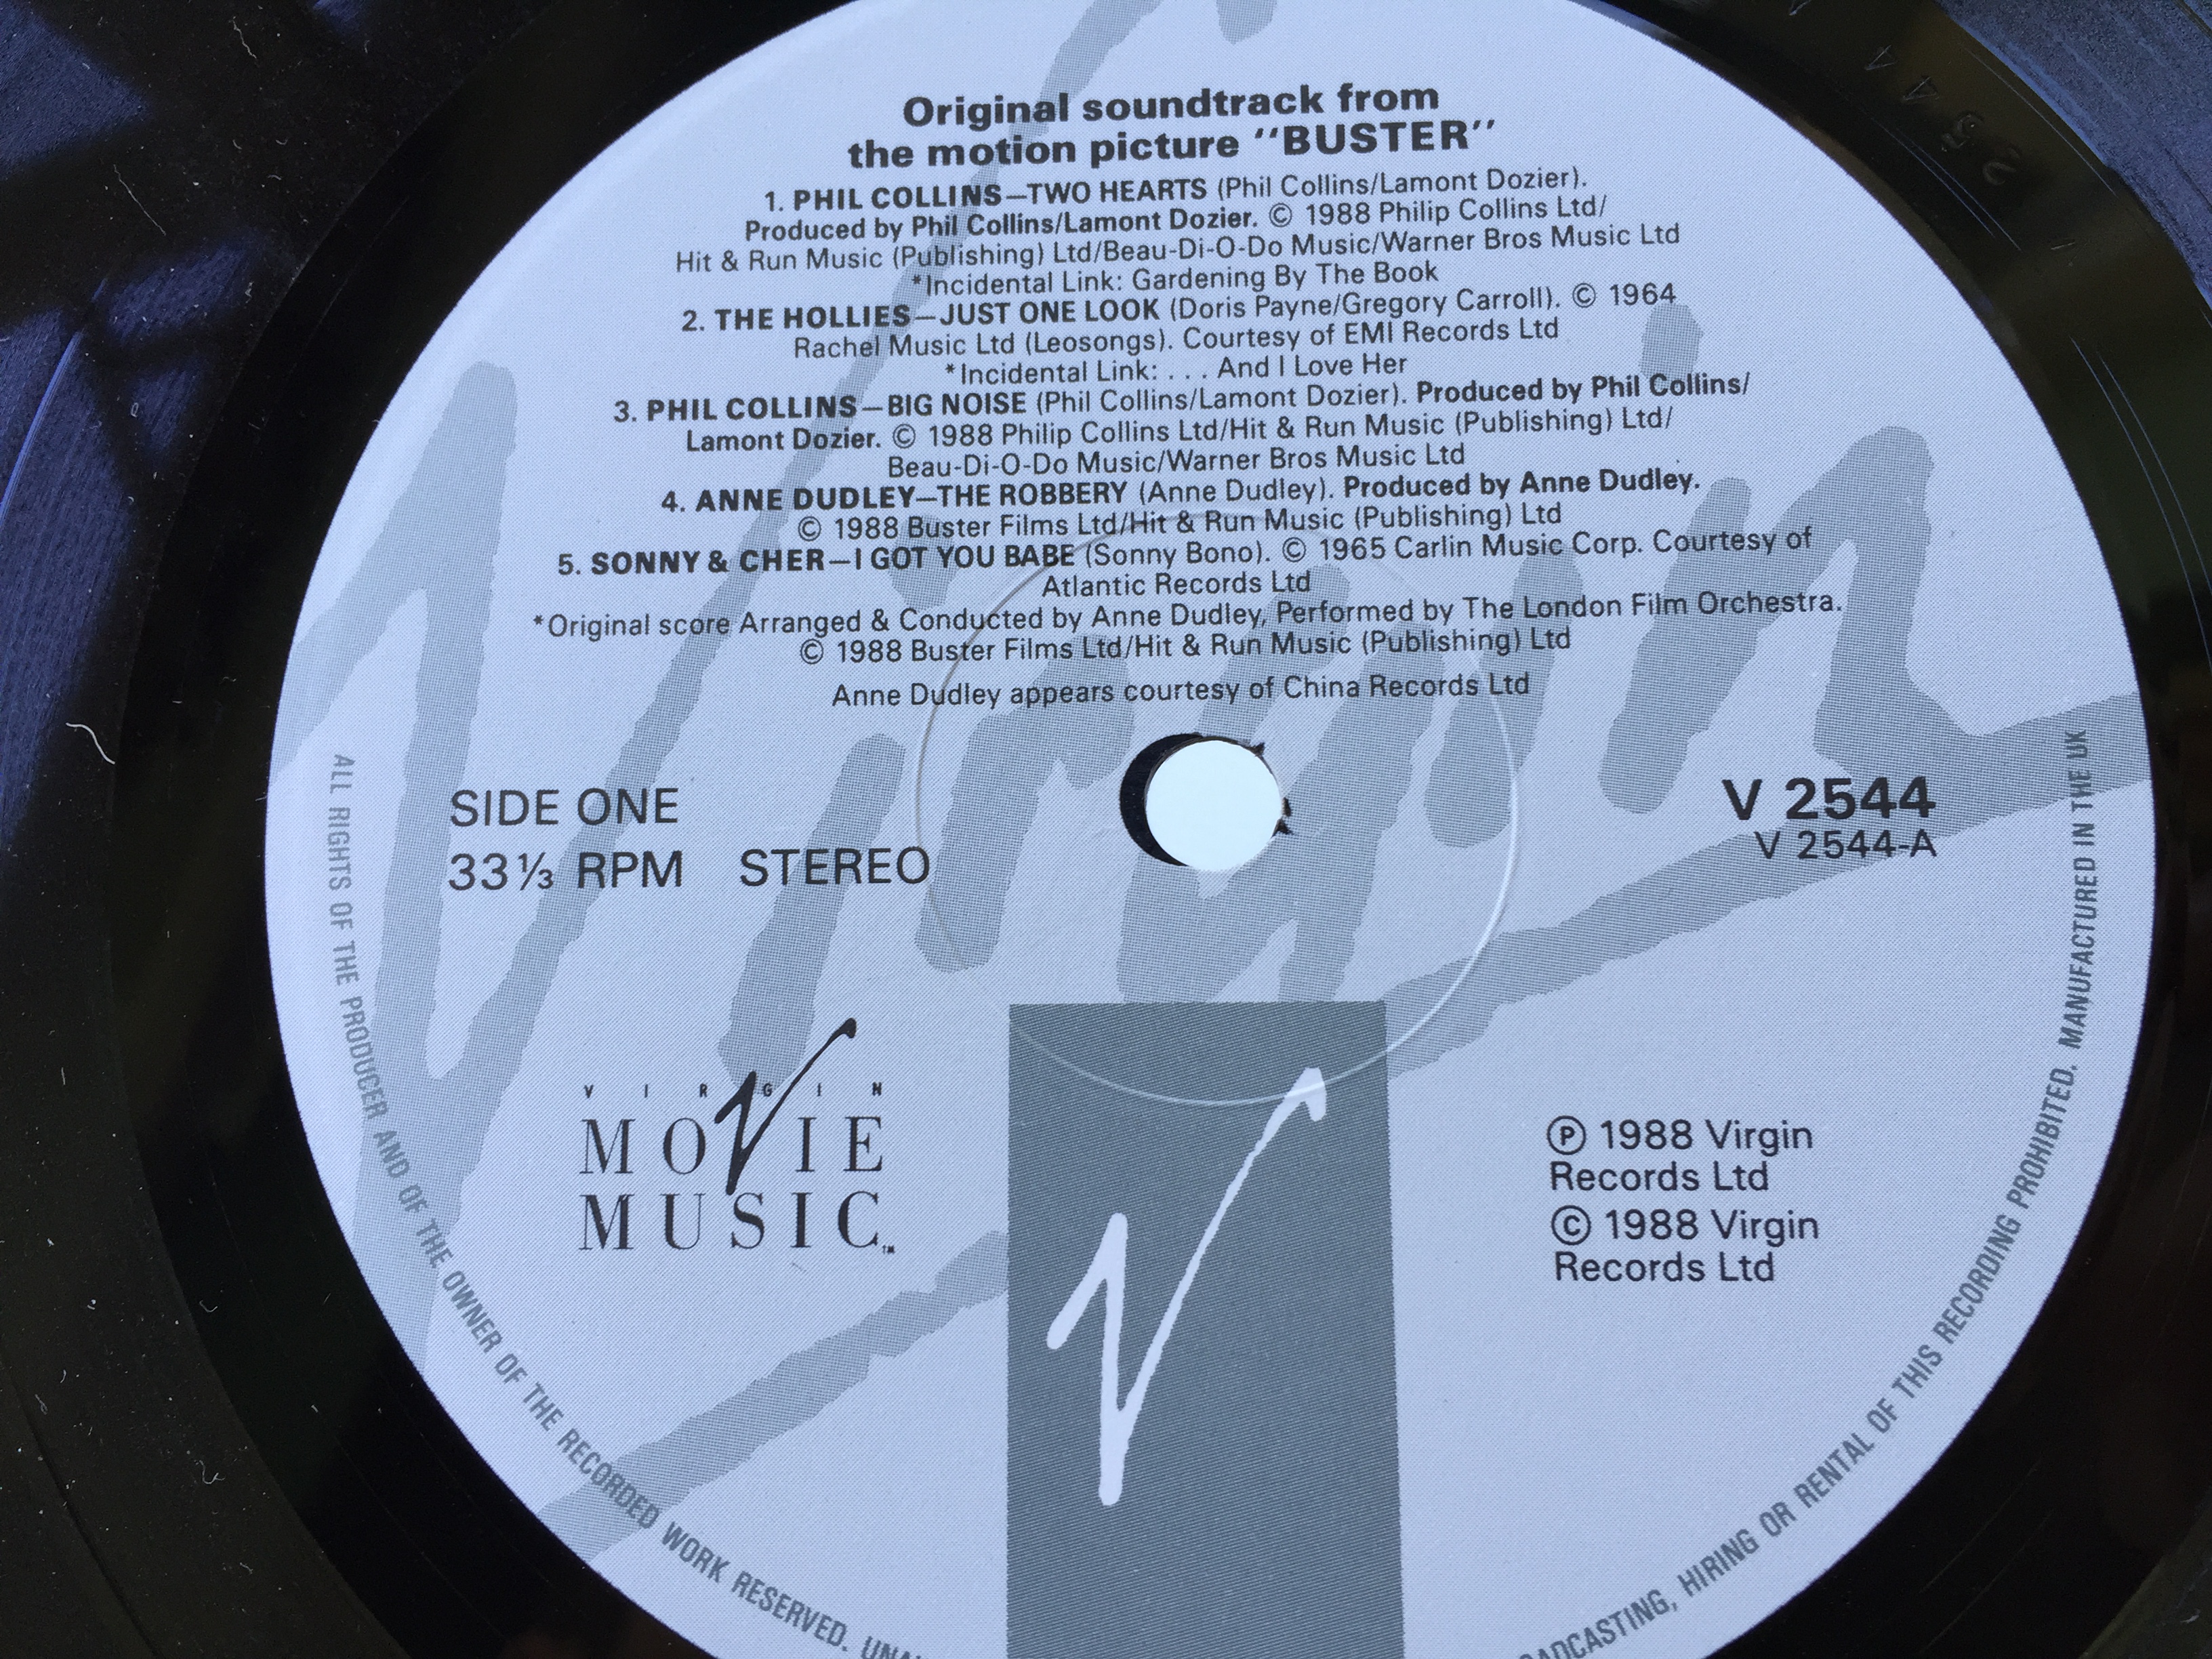 Original soundtrack from
the motion picture "BUSTER"
1. PHIL COLLINS—TWO HEARTS (Phil Collins/Lamont Dozier).
Produced by Phil Collins/Lamont Dozier. © 1988 Philip Collins Ltd/
Hit & Run Music (Publishing) Ltd/Beau-Di-O-Do Music/Warner Bros Music Ltd
*Incidental Link: Gardening By The Book
2. THE HOLLIES—JUST ONE LOOK (Doris Payne/Gregory Carroll). © 1964
Rachel Music Ltd (Leosongs). Courtesy of EMI Records Ltd
*Incidental Link: . . . And I Love Her
3. PHIL COLLINS—BIG NOISE (Phil Collins/Lamont Dozier). Produced by Phil Collins/
Lamont Dozier. © 1988 Philip Collins Ltd/Hit & Run Music (Publishing) Ltd/
Beau-Di-O-Do Music/Warner Bros Music Ltd
4. ANNE DUDLEY—THE ROBBERY (Anne Dudley). Produced by Anne Dudley.
© 1988 Buster Films Ltd/Hit & Run Music (Publishing) Ltd
5. SONNY & CHER—I GOT YOU BABE (Sonny Bono). © 1965 Carlin Music Corp. Courtesy of
Atlantic Records Ltd
*Original score Arranged & Conducted by Anne Dudley, Performed by The London Film Orchestra.
© 1988 Buster Films Ltd/Hit & Run Music (Publishing) Ltd
Anne Dudley appears courtesy of China Records Ltd
SIDE ONE
33⅓ RPM STEREO
V 2544
V 2544-A
Virgin
VIRGIN
MOVIE
MUSIC™
V
℗ 1988 Virgin
Records Ltd
© 1988 Virgin
Records Ltd
ALL RIGHTS OF THE PRODUCER AND OF THE OWNER OF THE RECORDED WORK RESERVED.
HIRING OR RENTAL OF THIS RECORDING PROHIBITED. MANUFACTURED IN THE UK